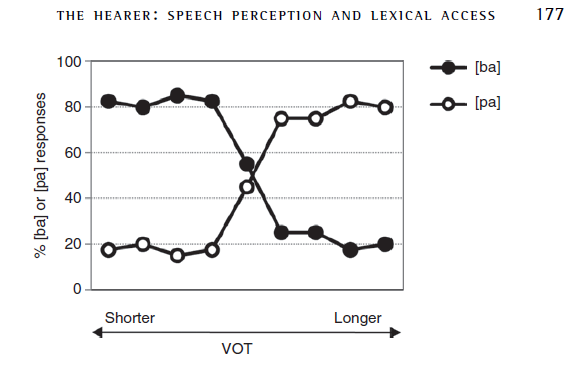 THE HEARER: SPEECH PERCEPTION AND LEXICAL ACCESS 177
% [ba] or [pa] responses
100
80
60
40
20
0
[ba]
[pa]
Shorter Longer
VOT